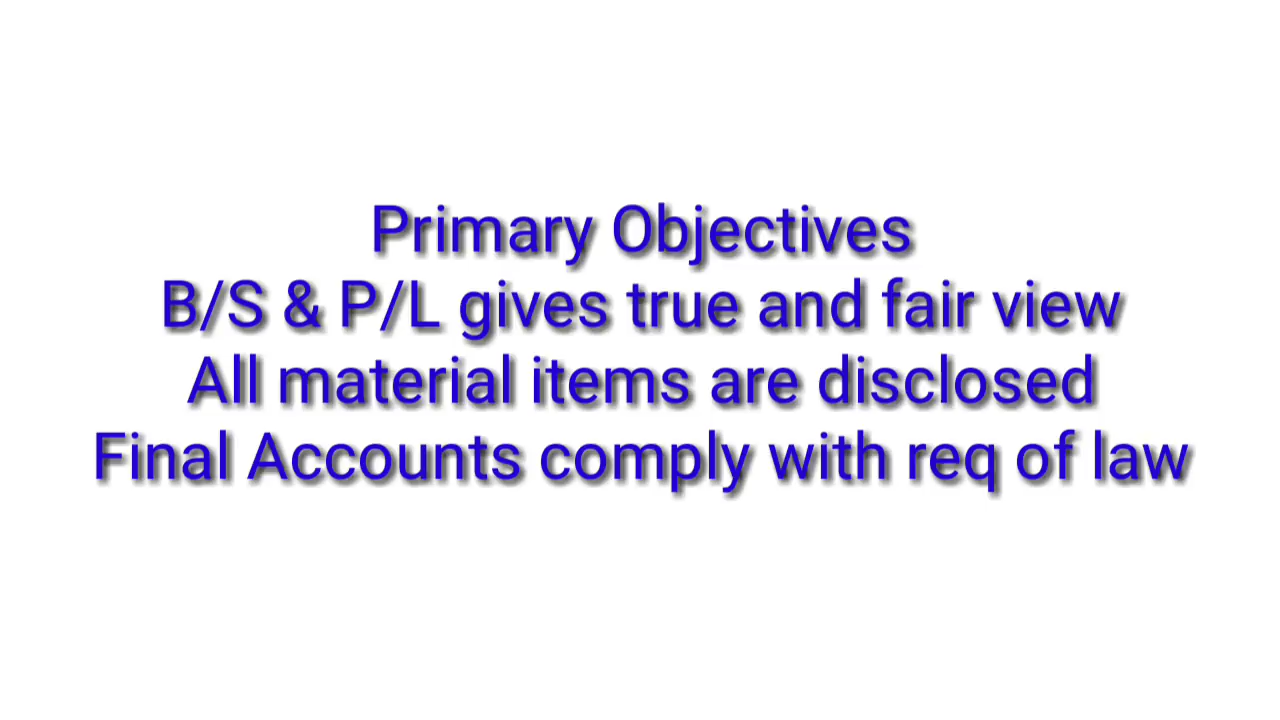 Primary Objectives
B/S & P/L gives true and fair view
All material items are disclosed
Final Accounts comply with req of law